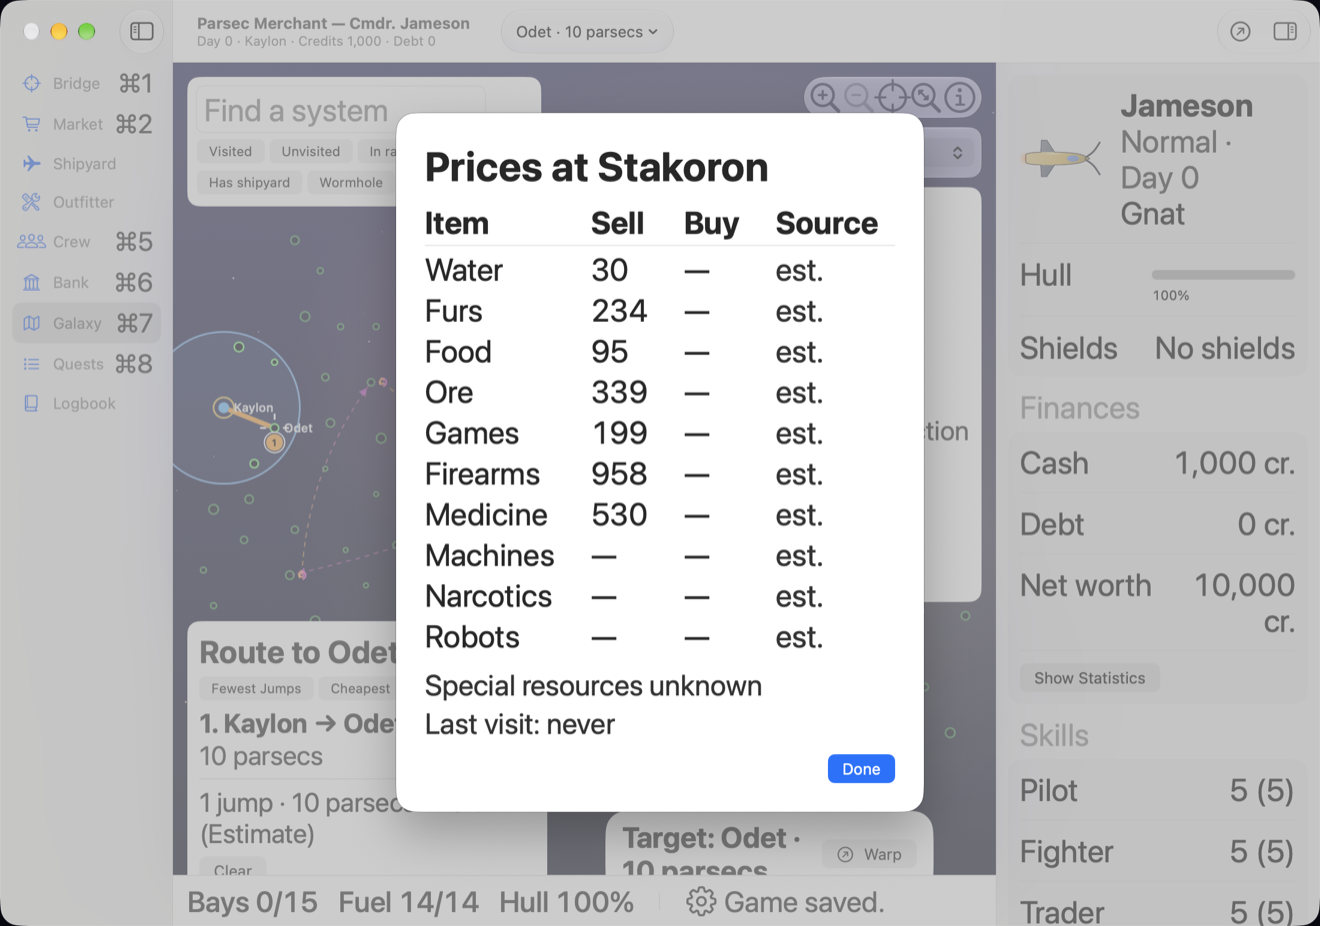 Parsec Merchant — Cmdr. Jameson
Day 0 · Kaylon · Credits 1,000 · Debt 0
Odet · 10 parsecs
Bridge ⌘1
Market ⌘2
Shipyard
Outfitter
Crew ⌘5
Bank ⌘6
Galaxy ⌘7
Quests ⌘8
Logbook
Find a system
Visited
Unvisited
In ra
Has shipyard
Wormhole
Kaylon
Odet
1
tion
Prices at Stakoron
Item Sell Buy Source
Water 30 — est.
Furs 234 — est.
Food 95 — est.
Ore 339 — est.
Games 199 — est.
Firearms 958 — est.
Medicine 530 — est.
Machines — — est.
Narcotics — — est.
Robots — — est.
Special resources unknown
Last visit: never
Done
Route to Odet
Fewest Jumps
Cheapest
1. Kaylon → Odet
10 parsecs
1 jump · 10 parsec
(Estimate)
Clear
Target: Odet ·
10 parsecs
Warp
Bays 0/15 Fuel 14/14 Hull 100%
Game saved.
Jameson
Normal ·
Day 0
Gnat
Hull
100%
Shields No shields
Finances
Cash 1,000 cr.
Debt 0 cr.
Net worth 10,000
cr.
Show Statistics
Skills
Pilot 5 (5)
Fighter 5 (5)
Trader 5 (5)